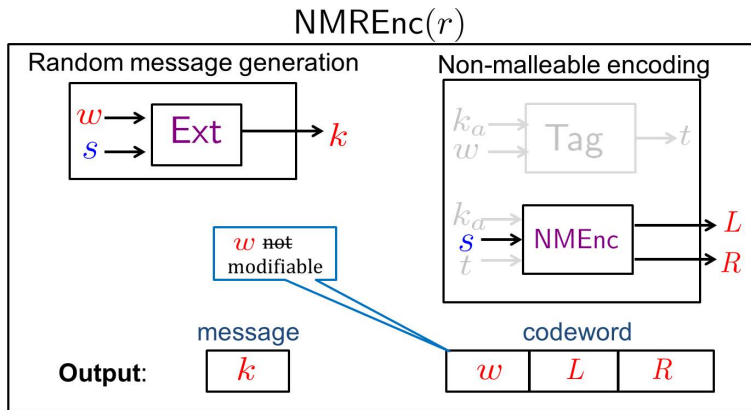 NMREnc(r)
Random message generation
w
s
Ext
k
Non-malleable encoding
k_a
w
Tag
t
k_a
s
t
NMEnc
L
R
w not
modifiable
message
codeword
Output: k w L R